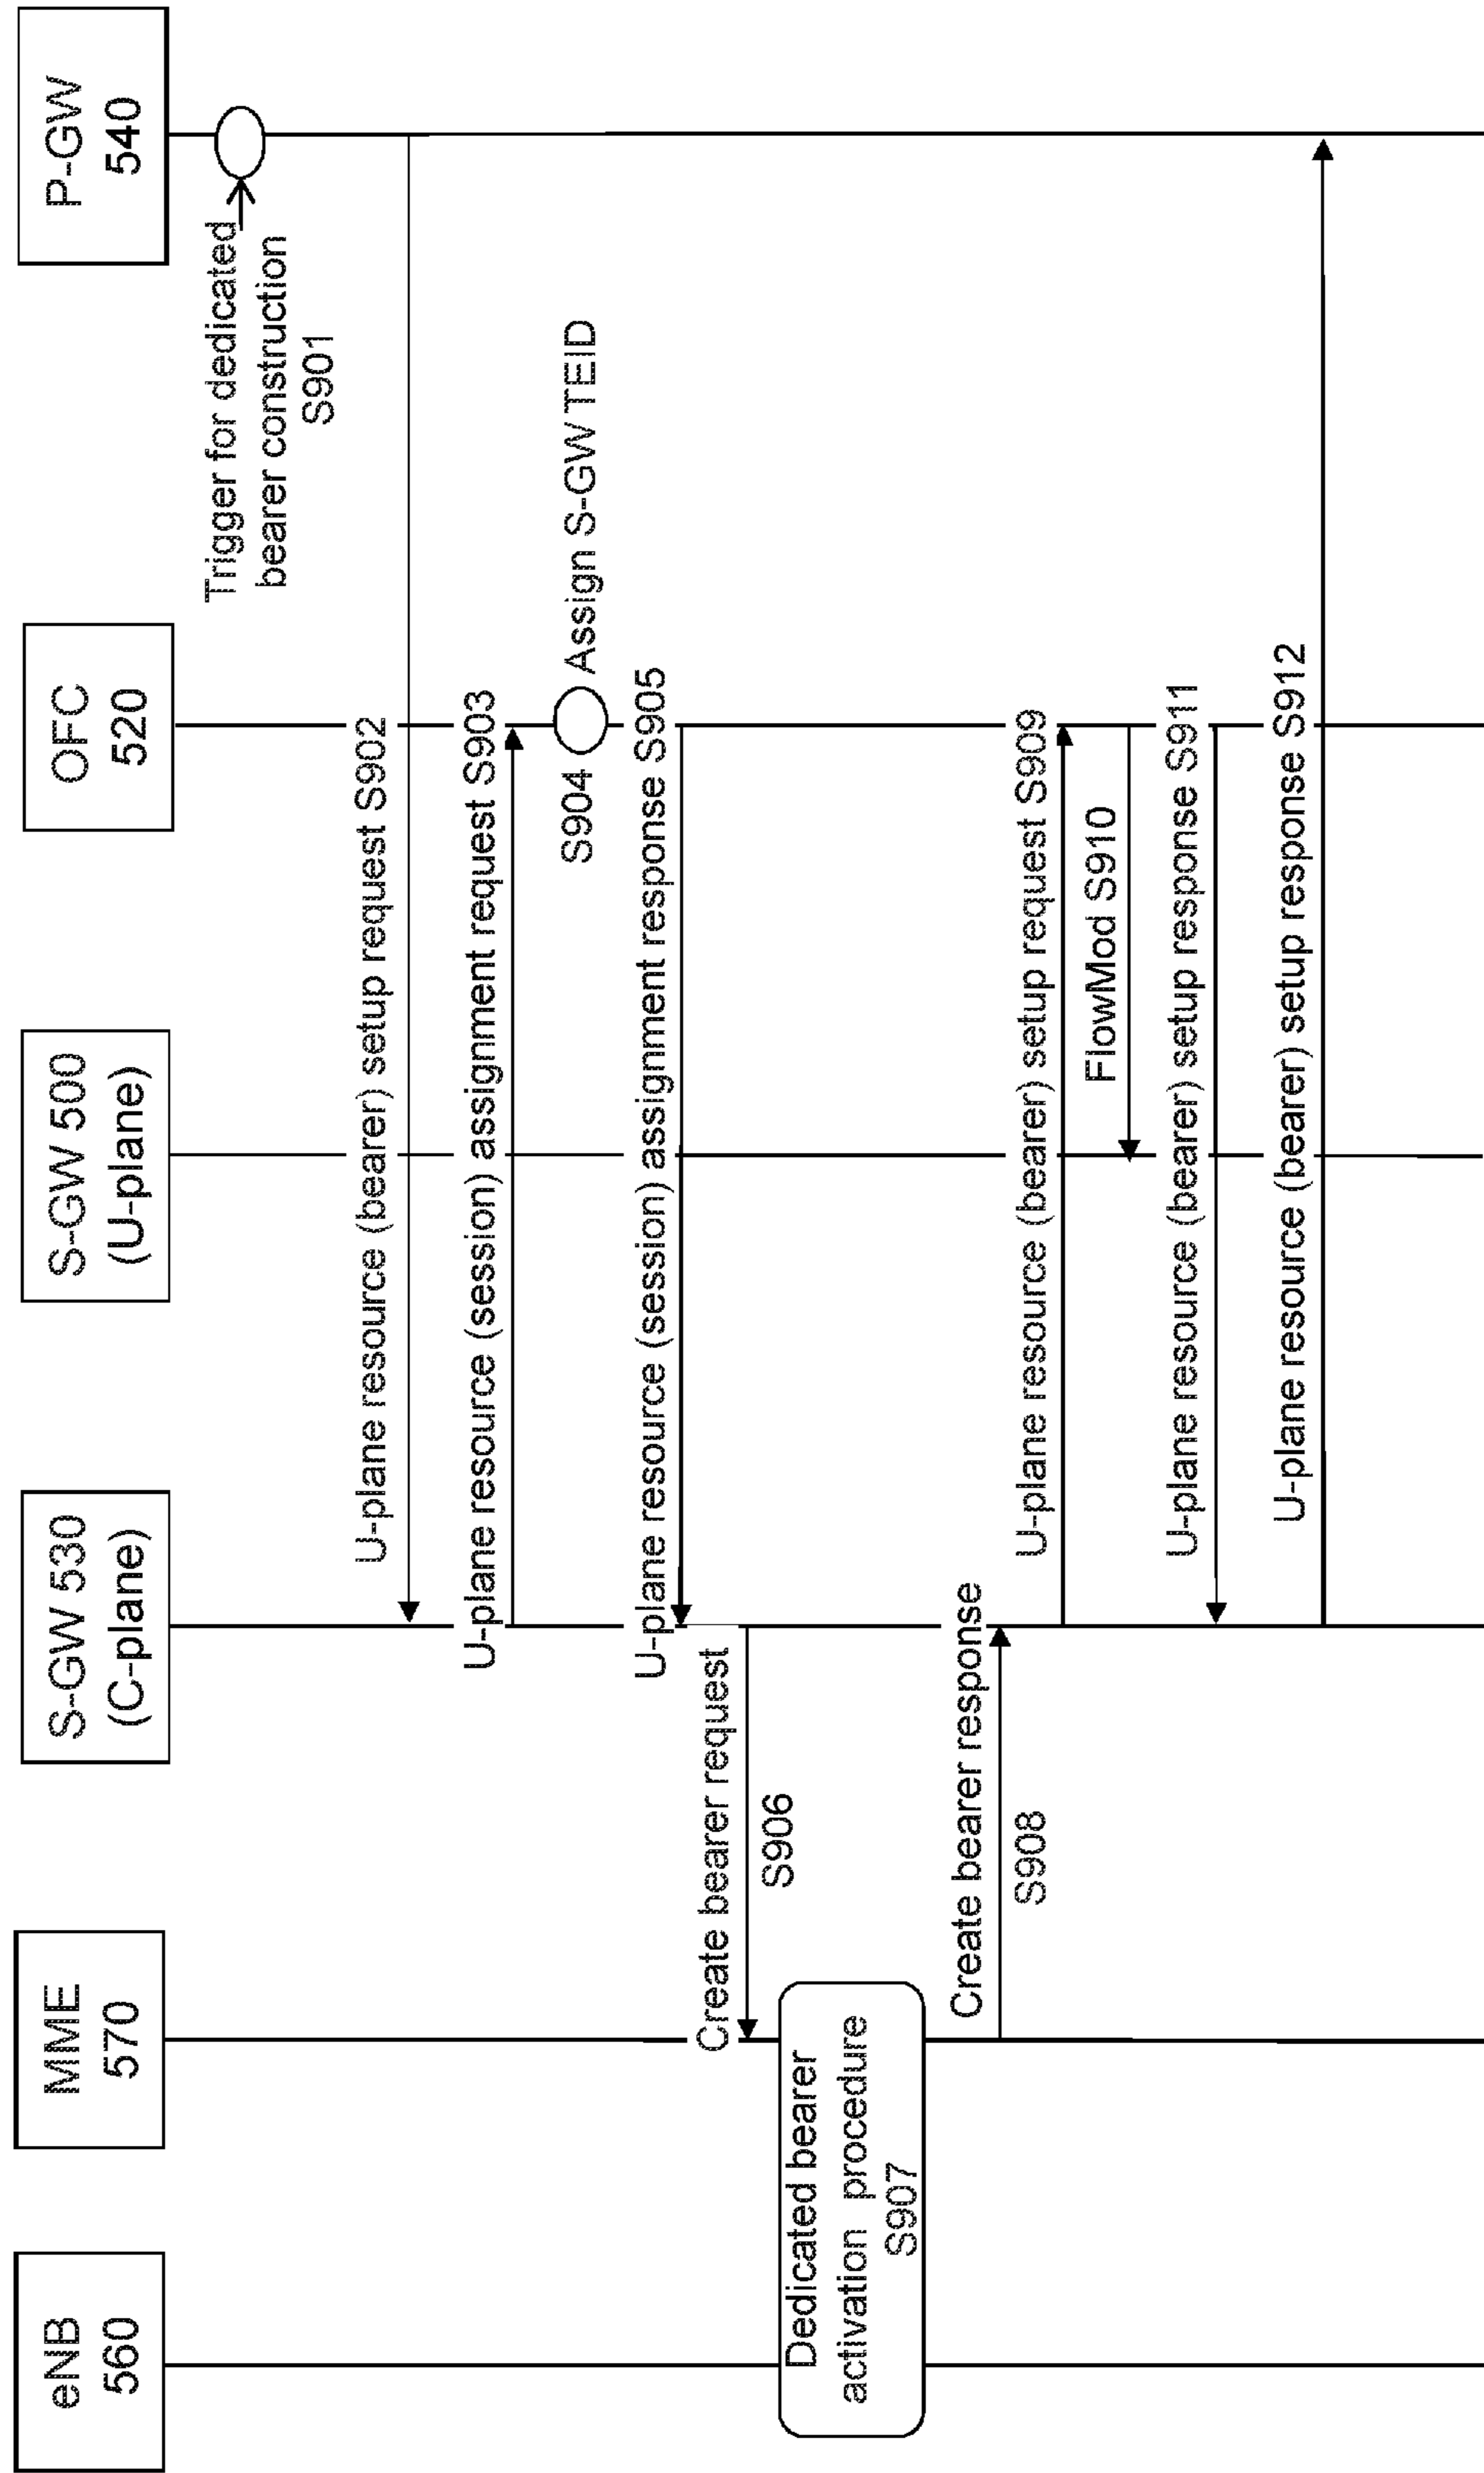 eNB
560
MME
570
S-GW 530
(C-plane)
S-GW 500
(U-plane)
OFC
520
P-GW
540
Trigger for dedicated
bearer construction
S901
U-plane resource (bearer) setup request S902
U-plane resource (session) assignment request S903
S904
Assign S-GW TEID
U-plane resource (session) assignment response S905
Create bearer request
S906
Dedicated bearer
activation procedure
S907
Create bearer response
S908
U-plane resource (bearer) setup request S909
FlowMod S910
U-plane resource (bearer) setup response S911
U-plane resource (bearer) setup response S912